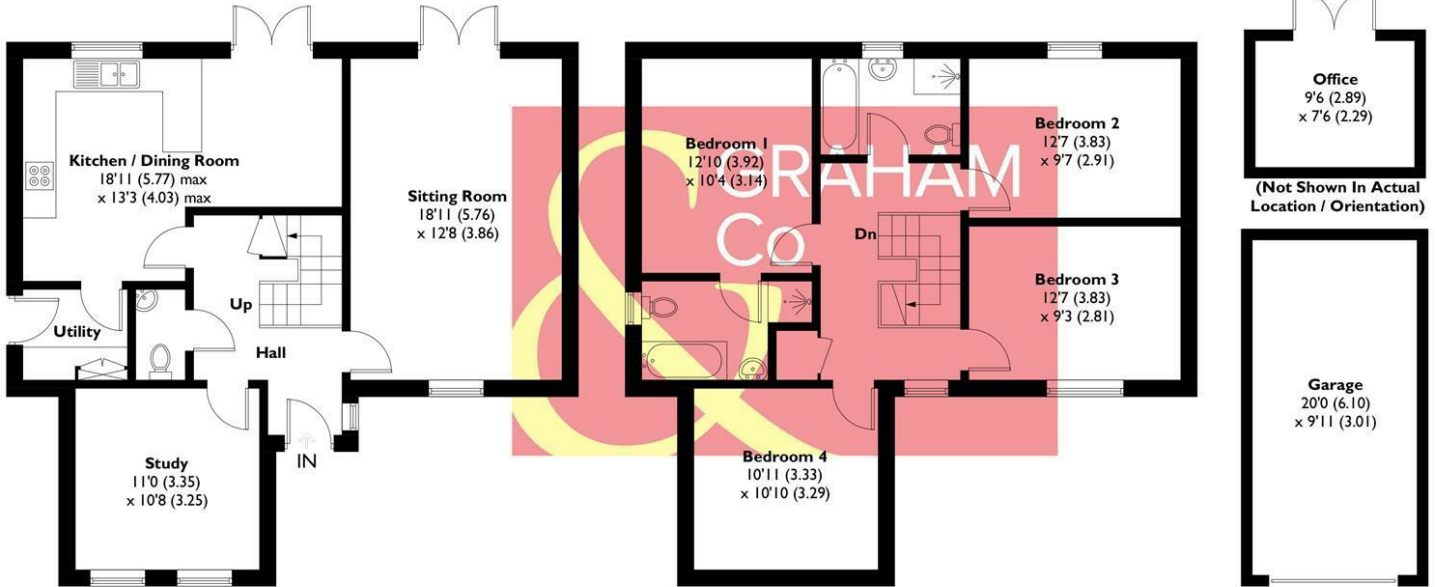 Kitchen / Dining Room
18'11 (5.77) max
x 13'3 (4.03) max
Sitting Room
18'11 (5.76)
x 12'8 (3.86)
Utility
Up
Hall
IN
Study
11'0 (3.35)
x 10'8 (3.25)
Bedroom 1
12'10 (3.92)
x 10'4 (3.14)
Bedroom 2
12'7 (3.83)
x 9'7 (2.91)
Dn
Bedroom 3
12'7 (3.83)
x 9'3 (2.81)
Bedroom 4
10'11 (3.33)
x 10'10 (3.29)
&
GRAHAM
Co
Office
9'6 (2.89)
x 7'6 (2.29)
(Not Shown In Actual
Location / Orientation)
Garage
20'0 (6.10)
x 9'11 (3.01)